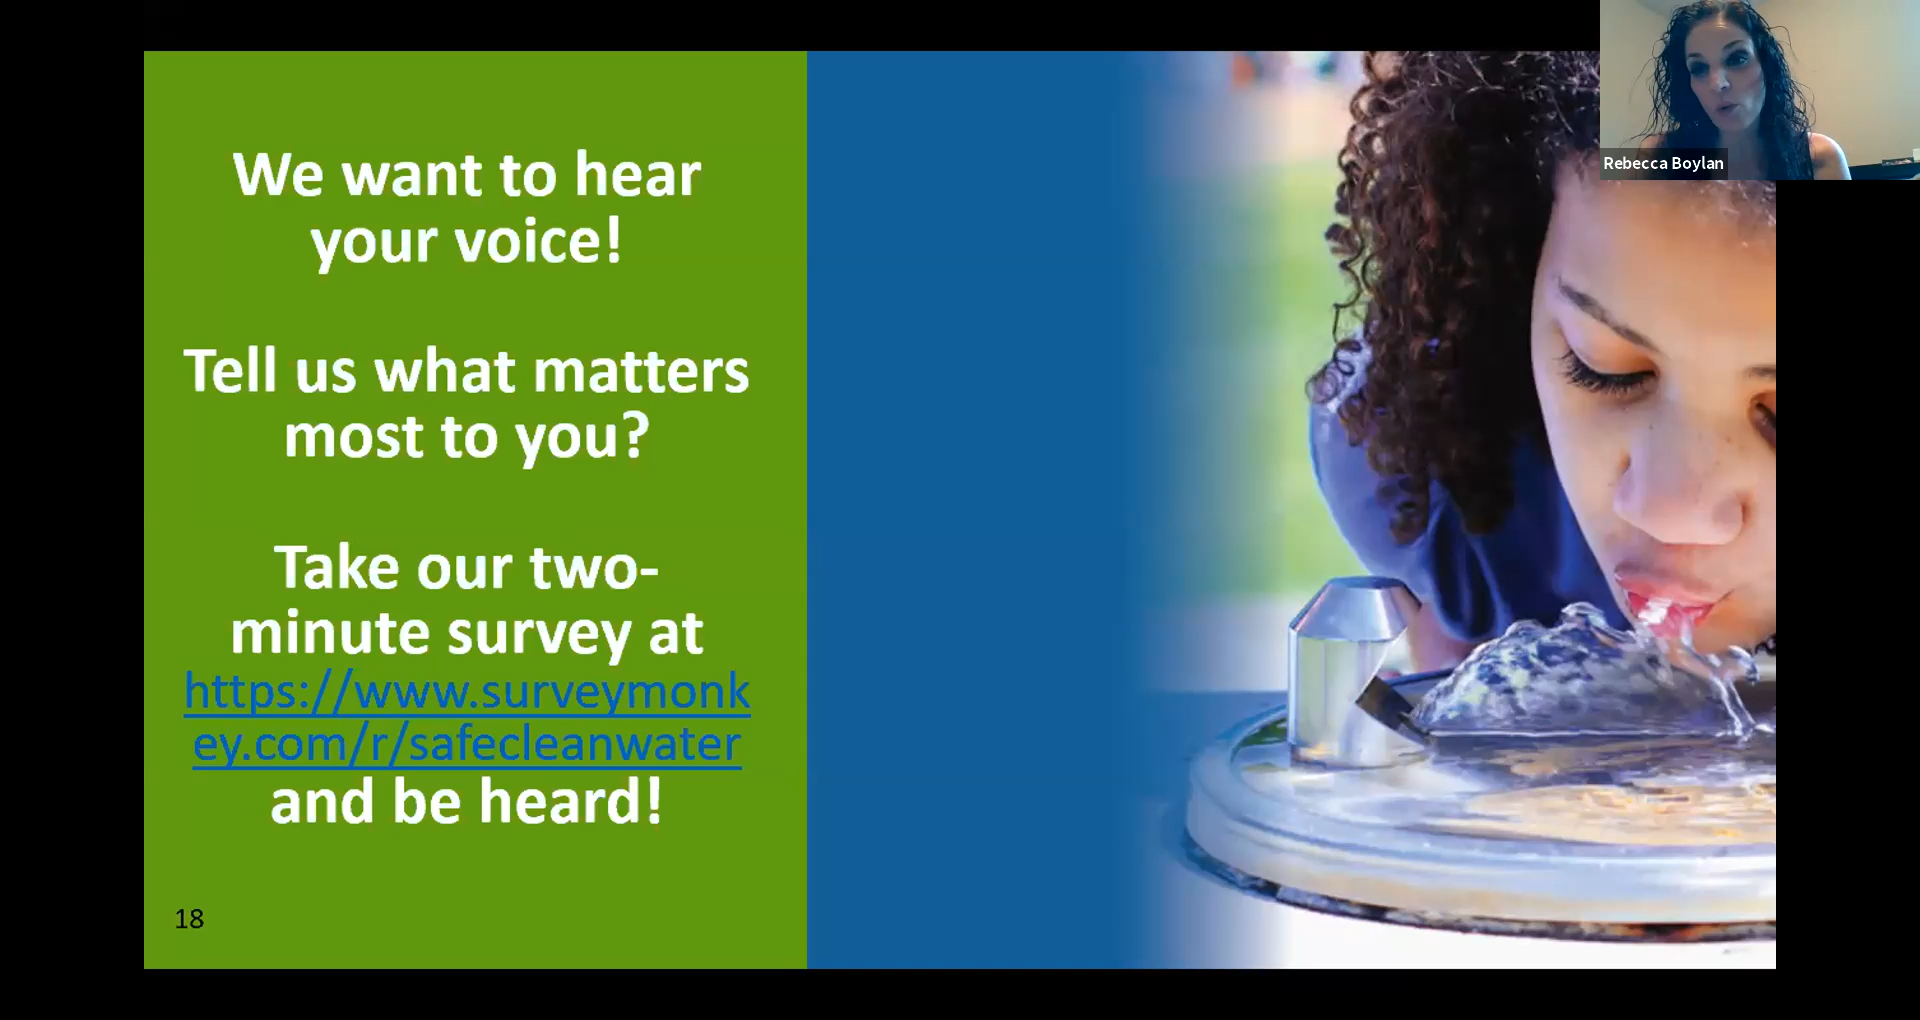 We want to hear
your voice!
Tell us what matters
most to you?
Take our two-
minute survey at
https://www.surveymonk
ey.com/r/safecleanwater
and be heard!
18
Rebecca Boylan